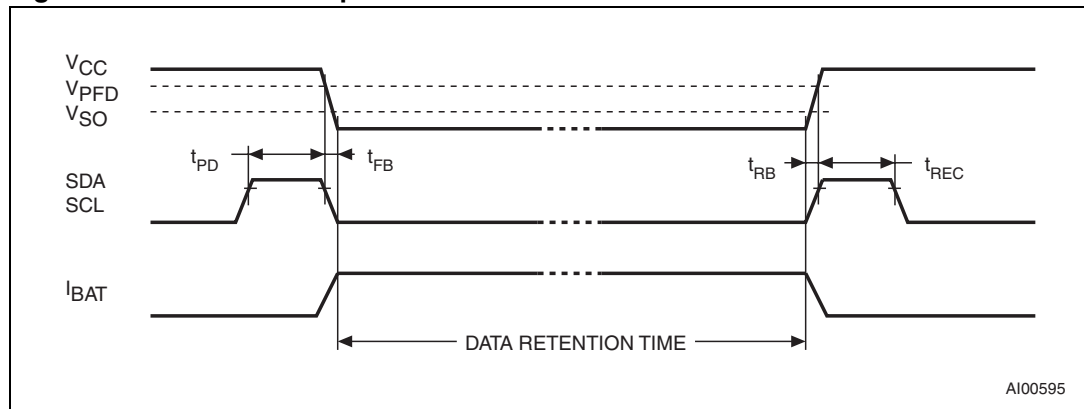 VCC
VPFD
VSO
tPD
tFB
tRB
tREC
SDA
SCL
IBAT
DATA RETENTION TIME
AI00595